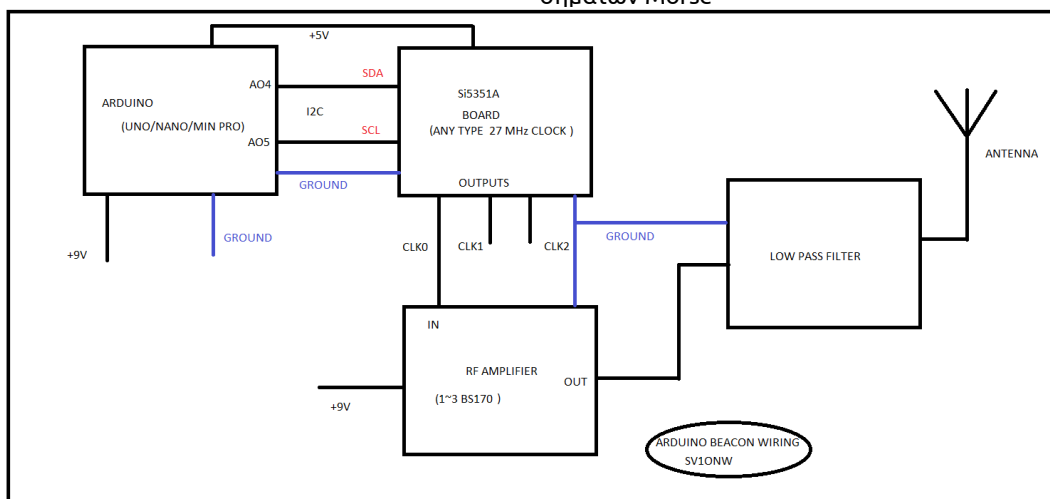 σημάτων Morse
+5V
ARDUINO
(UNO/NANO/MIN PRO)
AO4
AO5
SDA
I2C
SCL
GROUND
Si5351A
BOARD
(ANY TYPE 27 MHz CLOCK )
OUTPUTS
+9V
GROUND
CLK0
CLK1
CLK2
GROUND
LOW PASS FILTER
ANTENNA
IN
RF AMPLIFIER
(1~3 BS170 )
OUT
+9V
ARDUINO BEACON WIRING
SV1ONW